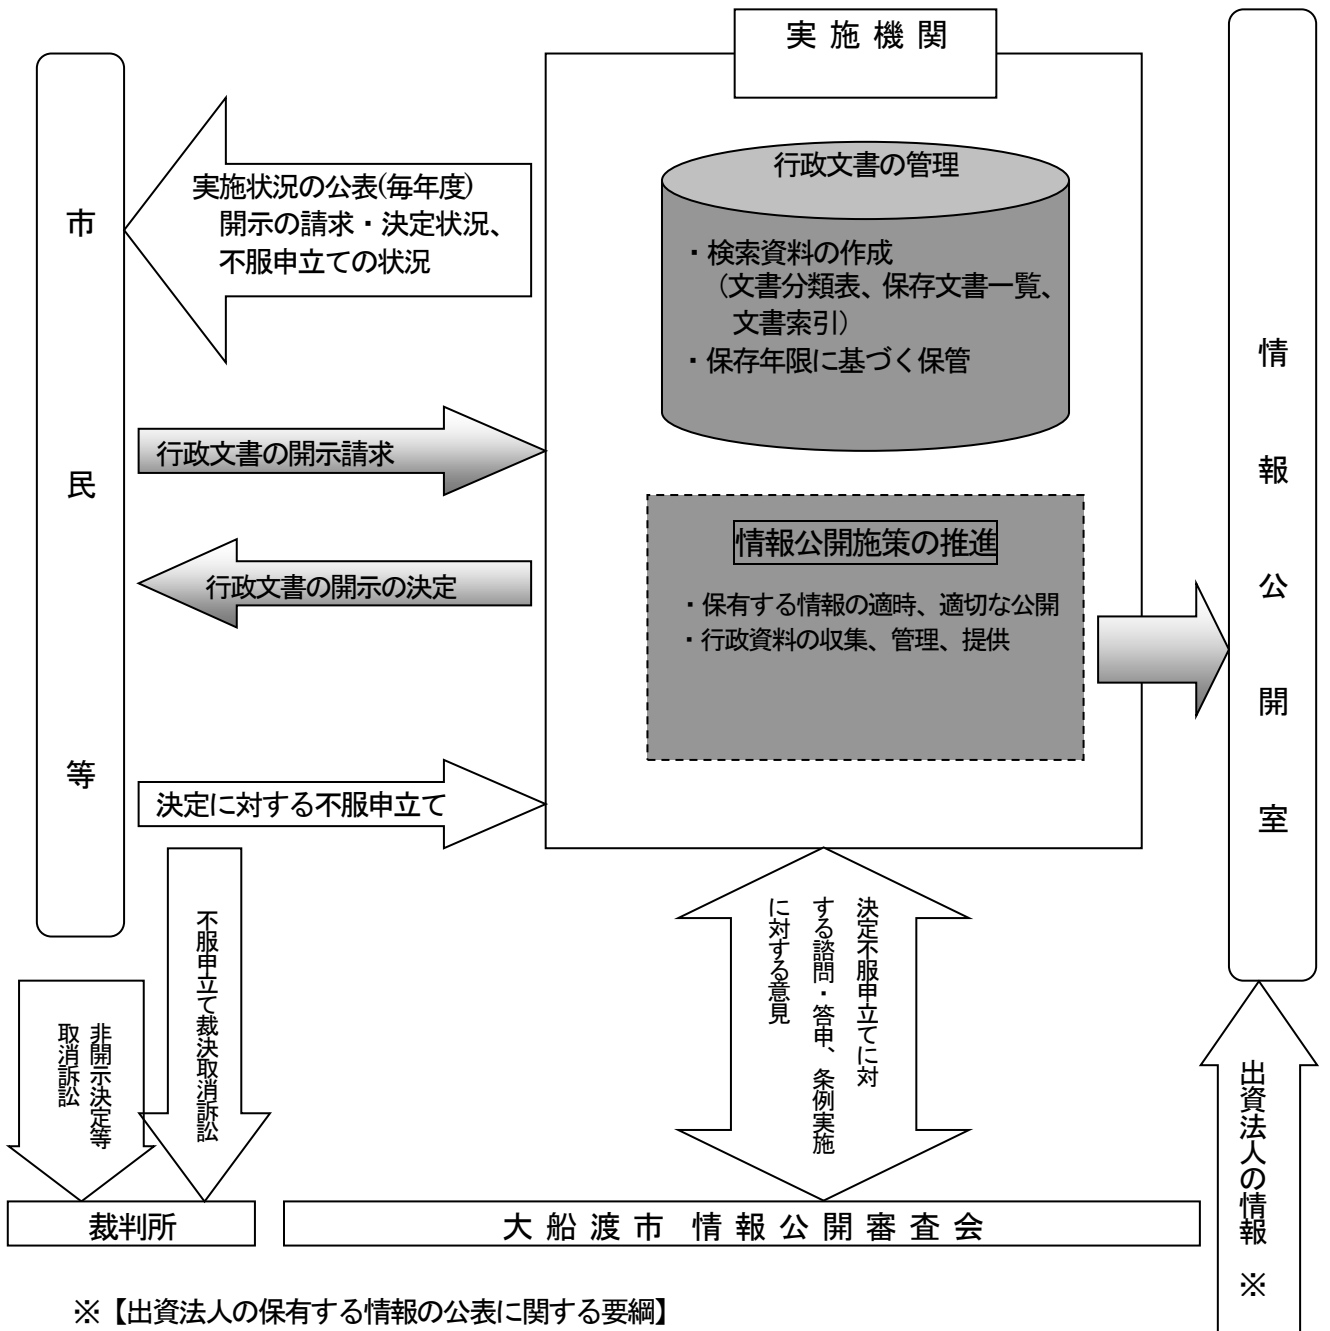 実施機関
市民等
実施状況の公表(毎年度)
開示の請求・決定状況、
不服申立ての状況
行政文書の管理
・検索資料の作成
（文書分類表、保存文書一覧、
文書索引）
・保存年限に基づく保管
行政文書の開示請求
情報公開施策の推進
・保有する情報の適時、適切な公開
・行政資料の収集、管理、提供
行政文書の開示の決定
決定に対する不服申立て
情報公開室
決定不服申立てに対
する諮問・答申、条例実施
に対する意見
不服申立て裁決取消訴訟
非開示決定等
取消訴訟
出資法人の情報 ※
裁判所
大船渡市 情報公開審査会
※【出資法人の保有する情報の公表に関する要綱】